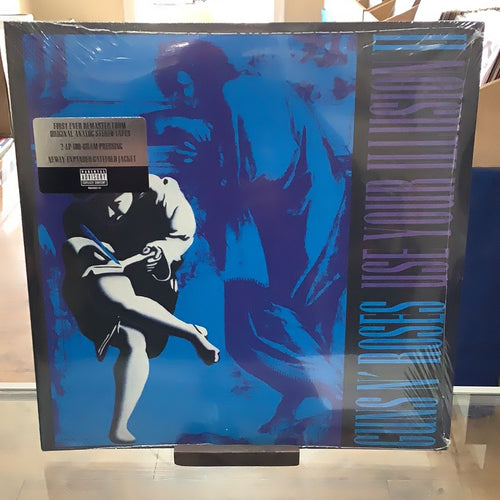 FIRST EVER REMASTER FROM
ORIGINAL ANALOG STEREO TAPES
2-LP 180-GRAM PRESSING
NEWLY EXPANDED GATEFOLD JACKET
PARENTAL
ADVISORY
EXPLICIT CONTENT
GUNS N' ROSES USE YOUR ILLUSION II